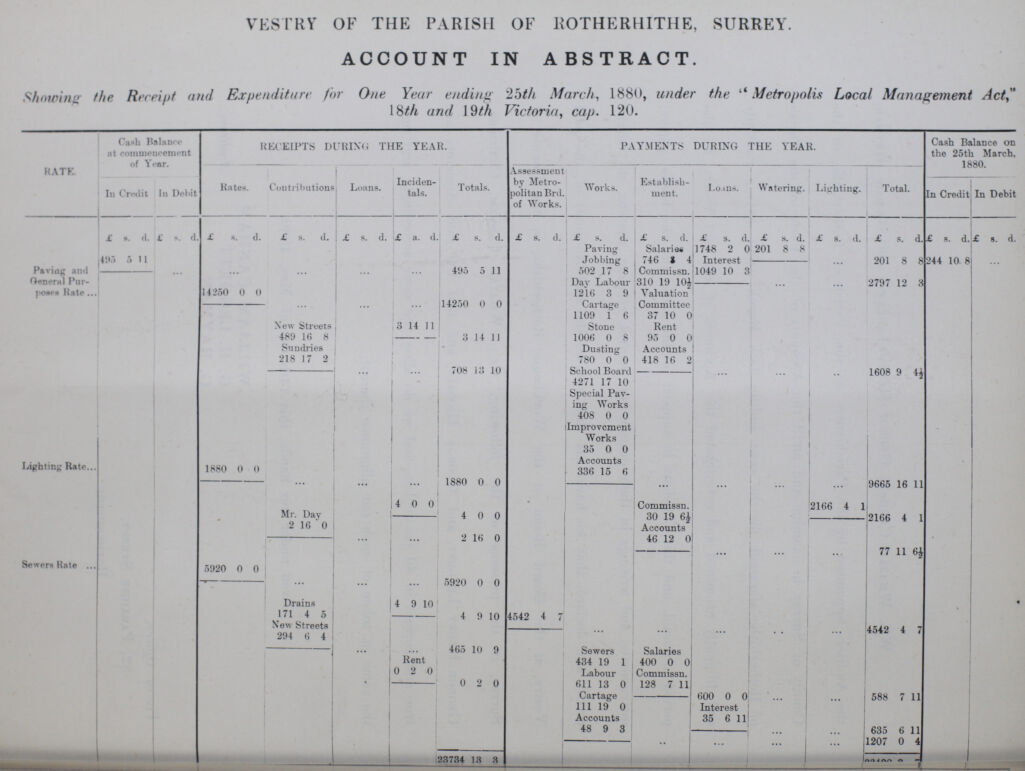 VESTRY OF THE PARISH OF ROTHERHITHE, SURREY.
ACCOUNT IN ABSTRACT.
Showing the Receipt and Expenditure for One Year ending 25th March, 1880, under the "Metropolis Local Management Act,"
18th and 19th Victoria, cap. 120.
RATE. Cash Balance at commencement of Year. RECEIPTS DURING THE YEAR. PAYMENTS DURING THE YEAR. Cash Balance on the 25th March, 1880.
In Credit In Debit Rates. Contributions Loans. Inciden-tals. Totals. Assessment by Metro-politan Brd. of Works. Works. Establish-ment. Loans. Watering. Lighting. Total. In Credit In Debit
£ s. d. £ s. d. £ s. d. £ s. d. £ s. d. £ s. d. £ s. d. £ s. d. £ s. d. £ s. d. £ s. d. £ s. d. £ s. d. £ s. d. £ s. d. £ s. d.
Paving Salaries 1748 2 0 201 8 8
495 5 11 Jobbing 746 4 Interest ... 201 8 8 244 10 8 ...
Paving and ... ... ... ... ... 495 5 11 502 17 8 Commissn. 1049 10 3
General Pur- Day Labour 310 19 10½ ... ... 2797 12 3
poses Rate ... 14250 0 0 1216 3 9 Valuation
... ... ... 14250 0 0 Cartage Committee
1109 1 6 37 10 0
New Streets 3 14 11 Stone Rent
489 16 8 3 14 11 1006 0 8 95 0 0
Sundries Dusting Accounts
218 17 2 780 0 0 418 16 2
... ... 708 13 10 School Board ... ... ... 1608 9 4½
4271 17 10
Special Pav-
ing Works
408 0 0
Improvement
Works
35 0 0
Accounts
Lighting Rate... 1880 0 0 336 15 6
... ... ... 1880 0 0 ... ... ... ... 9665 16 11
4 0 0 Commissn. 2166 4 1
Mr. Day 4 0 0 30 19 6½ 2166 4 1
2 16 0 Accounts
... ... 2 16 0 46 12 0
... ... ... 77 11 6½
Sewers Rate ... 5920 0 0
... ... ... 5920 0 0
Drains 4 9 10
171 4 5 4 9 10 4542 4 7
New Streets ... ... ... .. ... 4542 4 7
294 6 4
... ... 465 10 9 Sewers Salaries
Rent 434 19 1 400 0 0
0 2 0 Labour Commissn.
0 2 0 611 13 0 128 7 11
Cartage 600 0 0 ... ... 588 7 11
111 19 0 Interest
Accounts 35 6 11
48 9 3 ... ... 635 6 11
.. ... ... ... 1207 0 4
23734 13 3